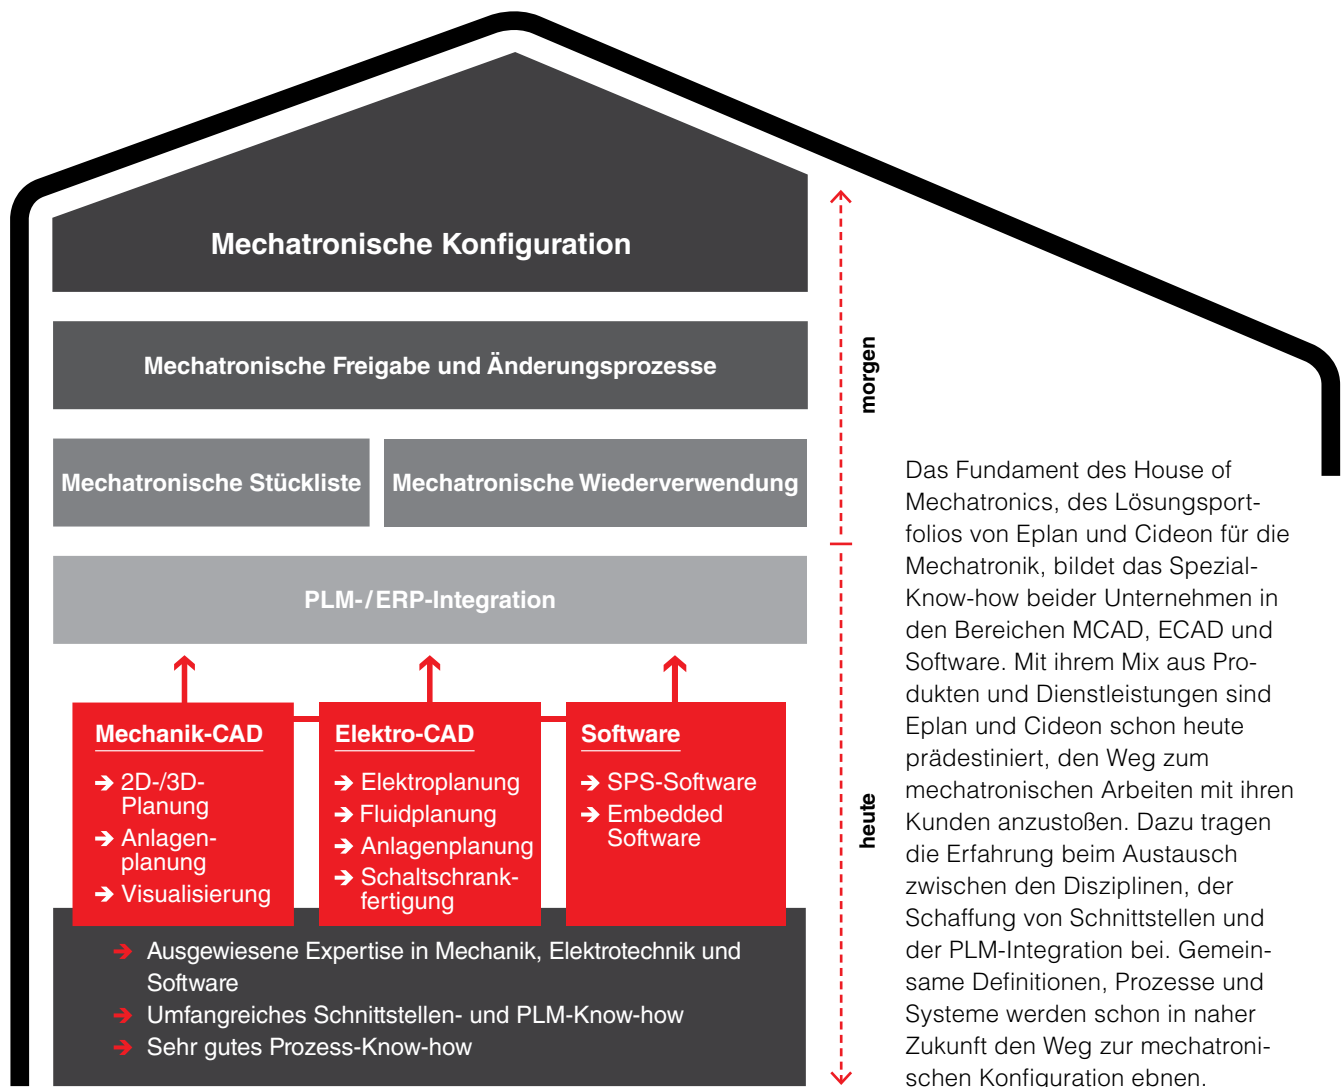 Mechatronische Konfiguration
Mechatronische Freigabe und Änderungsprozesse
Mechatronische Stückliste
Mechatronische Wiederverwendung
PLM-/ERP-Integration
Mechanik-CAD
➔ 2D-/3D-
Planung
➔ Anlagen-
planung
➔ Visualisierung
Elektro-CAD
➔ Elektroplanung
➔ Fluidplanung
➔ Anlagenplanung
➔ Schaltschrank-
fertigung
Software
➔ SPS-Software
➔ Embedded
Software
➔ Ausgewiesene Expertise in Mechanik, Elektrotechnik und
Software
➔ Umfangreiches Schnittstellen- und PLM-Know-how
➔ Sehr gutes Prozess-Know-how
morgen
heute
Das Fundament des House of
Mechatronics, des Lösungsport-
folios von Eplan und Cideon für die
Mechatronik, bildet das Spezial-
Know-how beider Unternehmen in
den Bereichen MCAD, ECAD und
Software. Mit ihrem Mix aus Pro-
dukten und Dienstleistungen sind
Eplan und Cideon schon heute
prädestiniert, den Weg zum
mechatronischen Arbeiten mit ihren
Kunden anzustoßen. Dazu tragen
die Erfahrung beim Austausch
zwischen den Disziplinen, der
Schaffung von Schnittstellen und
der PLM-Integration bei. Gemein-
same Definitionen, Prozesse und
Systeme werden schon in naher
Zukunft den Weg zur mechatroni-
schen Konfiguration ebnen.